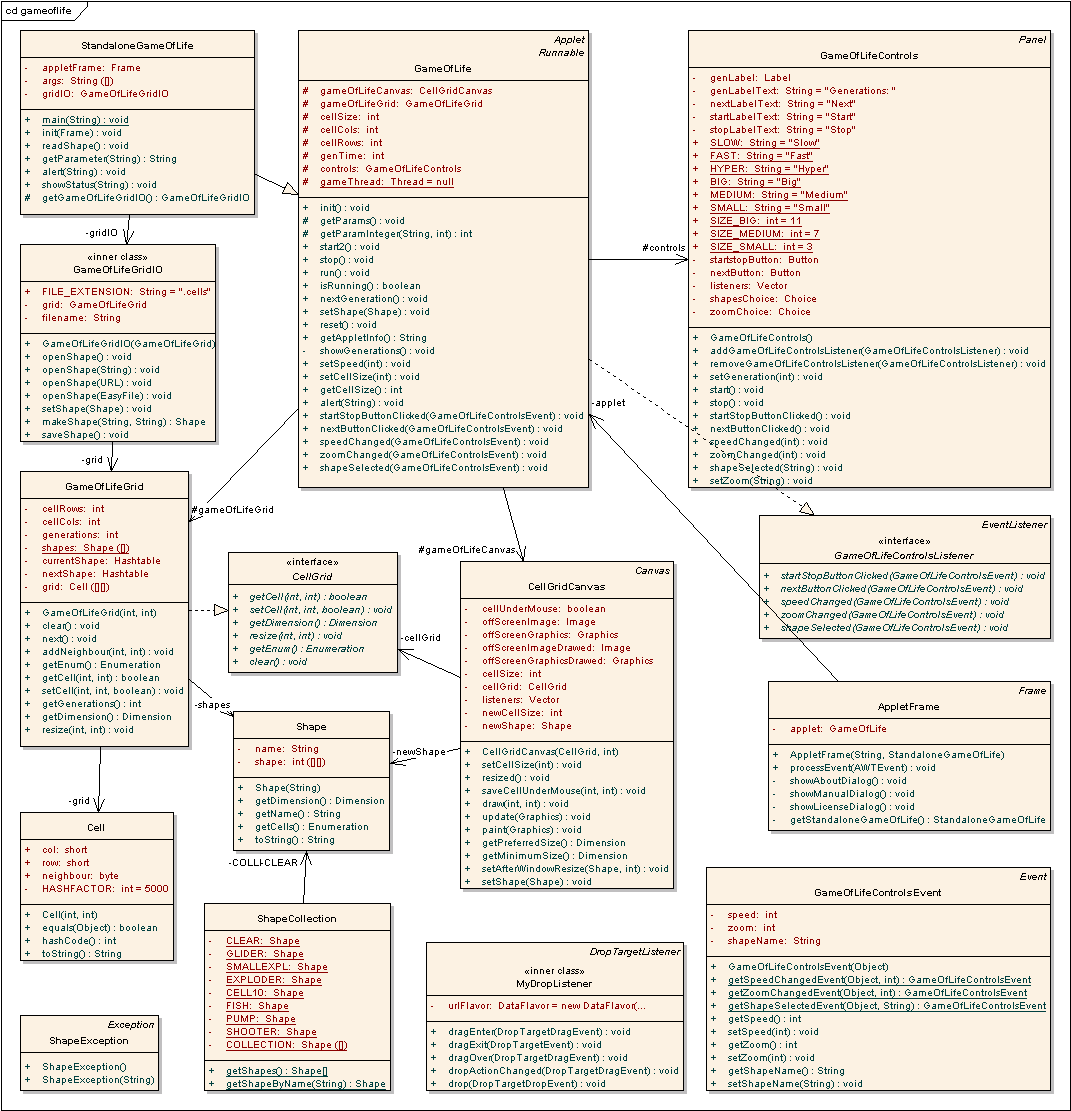 cd gameoflife
StandaloneGameOfLife
- appletFrame: Frame
- args: String ([])
- gridIO: GameOfLifeGridIO
+ main(String) : void
+ init(Frame) : void
+ readShape() : void
+ getParameter(String) : String
+ alert(String) : void
+ showStatus(String) : void
# getGameOfLifeGridIO() : GameOfLifeGridIO
-gridIO
«inner class»
GameOfLifeGridIO
+ FILE_EXTENSION: String = ".cells"
- grid: GameOfLifeGrid
- filename: String
+ GameOfLifeGridIO(GameOfLifeGrid)
+ openShape() : void
+ openShape(String) : void
+ openShape(URL) : void
+ openShape(EasyFile) : void
+ setShape(Shape) : void
+ makeShape(String, String) : Shape
+ saveShape() : void
-grid
GameOfLifeGrid
- cellRows: int
- cellCols: int
- generations: int
- shapes: Shape ([])
- currentShape: Hashtable
- nextShape: Hashtable
- grid: Cell ([][])
+ GameOfLifeGrid(int, int)
+ clear() : void
+ next() : void
+ addNeighbour(int, int) : void
+ getEnum() : Enumeration
+ getCell(int, int) : boolean
+ setCell(int, int, boolean) : void
+ getGenerations() : int
+ getDimension() : Dimension
+ resize(int, int) : void
-grid
Cell
+ col: short
+ row: short
+ neighbour: byte
- HASHFACTOR: int = 5000
+ Cell(int, int)
+ equals(Object) : boolean
+ hashCode() : int
+ toString() : String
Exception
ShapeException
+ ShapeException()
+ ShapeException(String)
Applet
Runnable
GameOfLife
# gameOfLifeCanvas: CellGridCanvas
# gameOfLifeGrid: GameOfLifeGrid
# cellSize: int
# cellCols: int
# cellRows: int
# genTime: int
# controls: GameOfLifeControls
# gameThread: Thread = null
+ init() : void
# getParams() : void
# getParamInteger(String, int) : int
+ start2() : void
+ stop() : void
+ run() : void
+ isRunning() : boolean
+ nextGeneration() : void
+ setShape(Shape) : void
+ reset() : void
+ getAppletInfo() : String
- showGenerations() : void
+ setSpeed(int) : void
+ setCellSize(int) : void
+ getCellSize() : int
+ alert(String) : void
+ startStopButtonClicked(GameOfLifeControlsEvent) : void
+ nextButtonClicked(GameOfLifeControlsEvent) : void
+ speedChanged(GameOfLifeControlsEvent) : void
+ zoomChanged(GameOfLifeControlsEvent) : void
+ shapeSelected(GameOfLifeControlsEvent) : void
#controls
-applet
#gameOfLifeGrid
#gameOfLifeCanvas
«interface»
CellGrid
+ getCell(int, int) : boolean
+ setCell(int, int, boolean) : void
+ getDimension() : Dimension
+ resize(int, int) : void
+ getEnum() : Enumeration
+ clear() : void
-cellGrid
-shapes
Shape
- name: String
- shape: int ([][])
+ Shape(String)
+ getDimension() : Dimension
+ getName() : String
+ getCells() : Enumeration
+ toString() : String
-newShape
-COLLI-CLEAR
ShapeCollection
- CLEAR: Shape
- GLIDER: Shape
- SMALLEXPL: Shape
- EXPLODER: Shape
- CELL10: Shape
- FISH: Shape
- PUMP: Shape
- SHOOTER: Shape
- COLLECTION: Shape ([])
+ getShapes() : Shape[]
+ getShapeByName(String) : Shape
Canvas
CellGridCanvas
- cellUnderMouse: boolean
- offScreenImage: Image
- offScreenGraphics: Graphics
- offScreenImageDrawed: Image
- offScreenGraphicsDrawed: Graphics
- cellSize: int
- cellGrid: CellGrid
- listeners: Vector
- newCellSize: int
- newShape: Shape
+ CellGridCanvas(CellGrid, int)
+ setCellSize(int) : void
+ resized() : void
+ saveCellUnderMouse(int, int) : void
+ draw(int, int) : void
+ update(Graphics) : void
+ paint(Graphics) : void
+ getPreferredSize() : Dimension
+ getMinimumSize() : Dimension
+ setAfterWindowResize(Shape, int) : void
+ setShape(Shape) : void
DropTargetListener
«inner class»
MyDropListener
- urlFlavor: DataFlavor = new DataFlavor(...
+ dragEnter(DropTargetDragEvent) : void
+ dragExit(DropTargetEvent) : void
+ dragOver(DropTargetDragEvent) : void
+ dropActionChanged(DropTargetDragEvent) : void
+ drop(DropTargetDropEvent) : void
Panel
GameOfLifeControls
- genLabel: Label
- genLabelText: String = "Generations: "
- nextLabelText: String = "Next"
- startLabelText: String = "Start"
- stopLabelText: String = "Stop"
+ SLOW: String = "Slow"
+ FAST: String = "Fast"
+ HYPER: String = "Hyper"
+ BIG: String = "Big"
+ MEDIUM: String = "Medium"
+ SMALL: String = "Small"
+ SIZE_BIG: int = 11
+ SIZE_MEDIUM: int = 7
+ SIZE_SMALL: int = 3
- startstopButton: Button
- nextButton: Button
- listeners: Vector
- shapesChoice: Choice
- zoomChoice: Choice
+ GameOfLifeControls()
+ addGameOfLifeControlsListener(GameOfLifeControlsListener) : void
+ removeGameOfLifeControlsListener(GameOfLifeControlsListener) : void
+ setGeneration(int) : void
+ start() : void
+ stop() : void
+ startStopButtonClicked() : void
+ nextButtonClicked() : void
+ speedChanged(int) : void
+ zoomChanged(int) : void
+ shapeSelected(String) : void
+ setZoom(String) : void
EventListener
«interface»
GameOfLifeControlsListener
+ startStopButtonClicked(GameOfLifeControlsEvent) : void
+ nextButtonClicked(GameOfLifeControlsEvent) : void
+ speedChanged(GameOfLifeControlsEvent) : void
+ zoomChanged(GameOfLifeControlsEvent) : void
+ shapeSelected(GameOfLifeControlsEvent) : void
Frame
AppletFrame
- applet: GameOfLife
+ AppletFrame(String, StandaloneGameOfLife)
+ processEvent(AWTEvent) : void
- showAboutDialog() : void
- showManualDialog() : void
- showLicenseDialog() : void
- getStandaloneGameOfLife() : StandaloneGameOfLife
Event
GameOfLifeControlsEvent
- speed: int
- zoom: int
- shapeName: String
+ GameOfLifeControlsEvent(Object)
+ getSpeedChangedEvent(Object, int) : GameOfLifeControlsEvent
+ getZoomChangedEvent(Object, int) : GameOfLifeControlsEvent
+ getShapeSelectedEvent(Object, String) : GameOfLifeControlsEvent
+ getSpeed() : int
+ setSpeed(int) : void
+ getZoom() : int
+ setZoom(int) : void
+ getShapeName() : String
+ setShapeName(String) : void